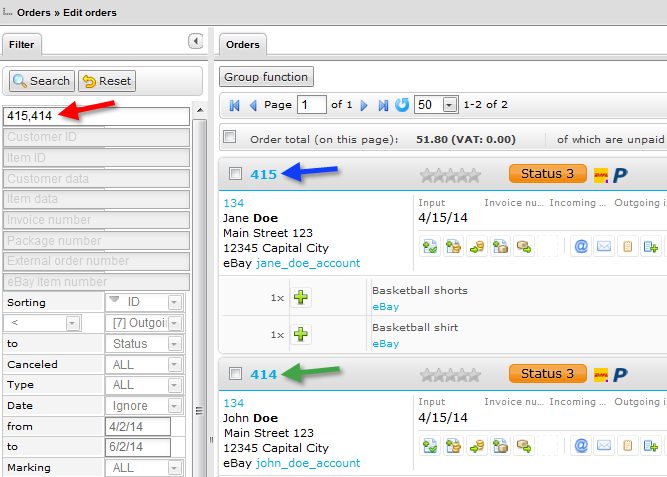 Orders » Edit orders
Filter
Search Reset
415,414
Customer ID
Item ID
Customer data
Item data
Invoice number
Package number
External order number
eBay item number
Sorting ID
< [7] Outgoi
to Status
Canceled ALL
Type ALL
Date Ignore
from 4/2/14
to 6/2/14
Marking ALL
Orders
Group function
Page 1 of 1 50 1-2 of 2
Order total (on this page): 51.80 (VAT: 0.00) of which are unpaid
415 Status 3 P
134 Input Invoice nu... Incoming ... Outgoing i
Jane Doe 4/15/14
Main Street 123
12345 Capital City
eBay jane_doe_account
1x Basketball shorts
eBay
1x Basketball shirt
eBay
414 Status 3 P
134 Input Invoice nu... Incoming ... Outgoing i
John Doe 4/15/14
Main Street 123
12345 Capital City
eBay john_doe_account